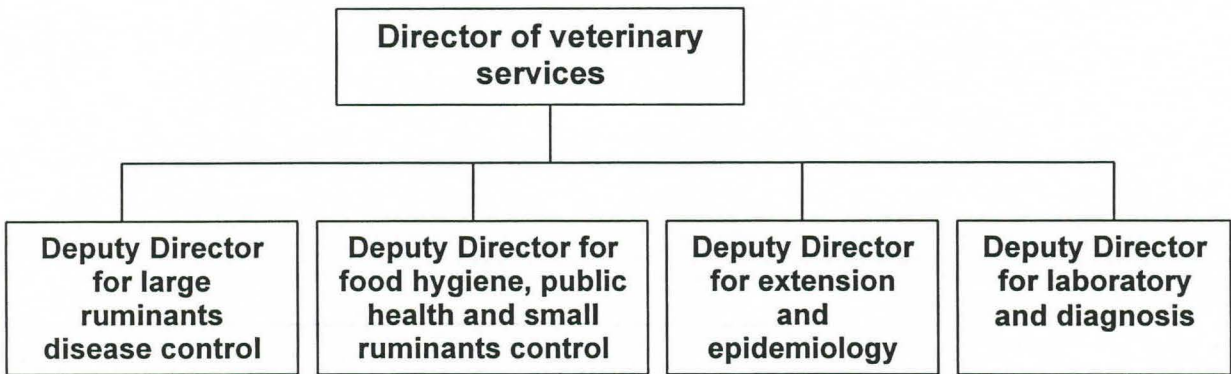 Director of veterinary
services
Deputy Director
for large
ruminants
disease control
Deputy Director for
food hygiene, public
health and small
ruminants control
Deputy Director
for extension
and
epidemiology
Deputy Director
for laboratory
and diagnosis